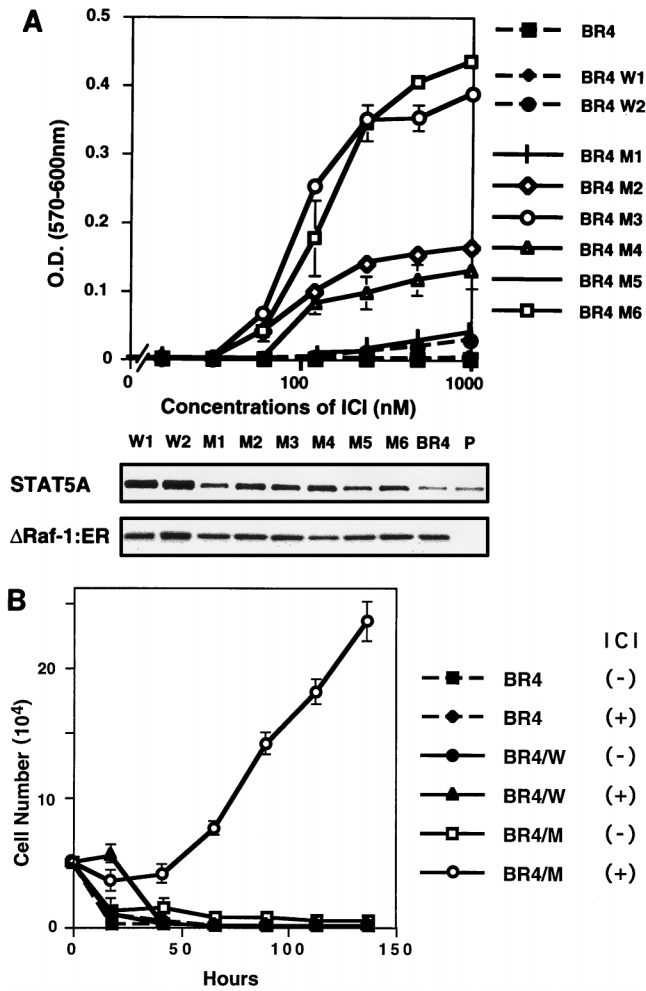 A
0.5
0.4
0.3
0.2
0.1
0
O.D. (570-600nm)
0
100
1000
Concentrations of ICI (nM)
BR4
BR4 W1
BR4 W2
BR4 M1
BR4 M2
BR4 M3
BR4 M4
BR4 M5
BR4 M6
W1 W2 M1 M2 M3 M4 M5 M6 BR4 P
STAT5A
ΔRaf-1:ER
B
20
10
0
Cell Number (10⁴)
0
50
100
150
Hours
ICI
BR4 (-)
BR4 (+)
BR4/W (-)
BR4/W (+)
BR4/M (-)
BR4/M (+)